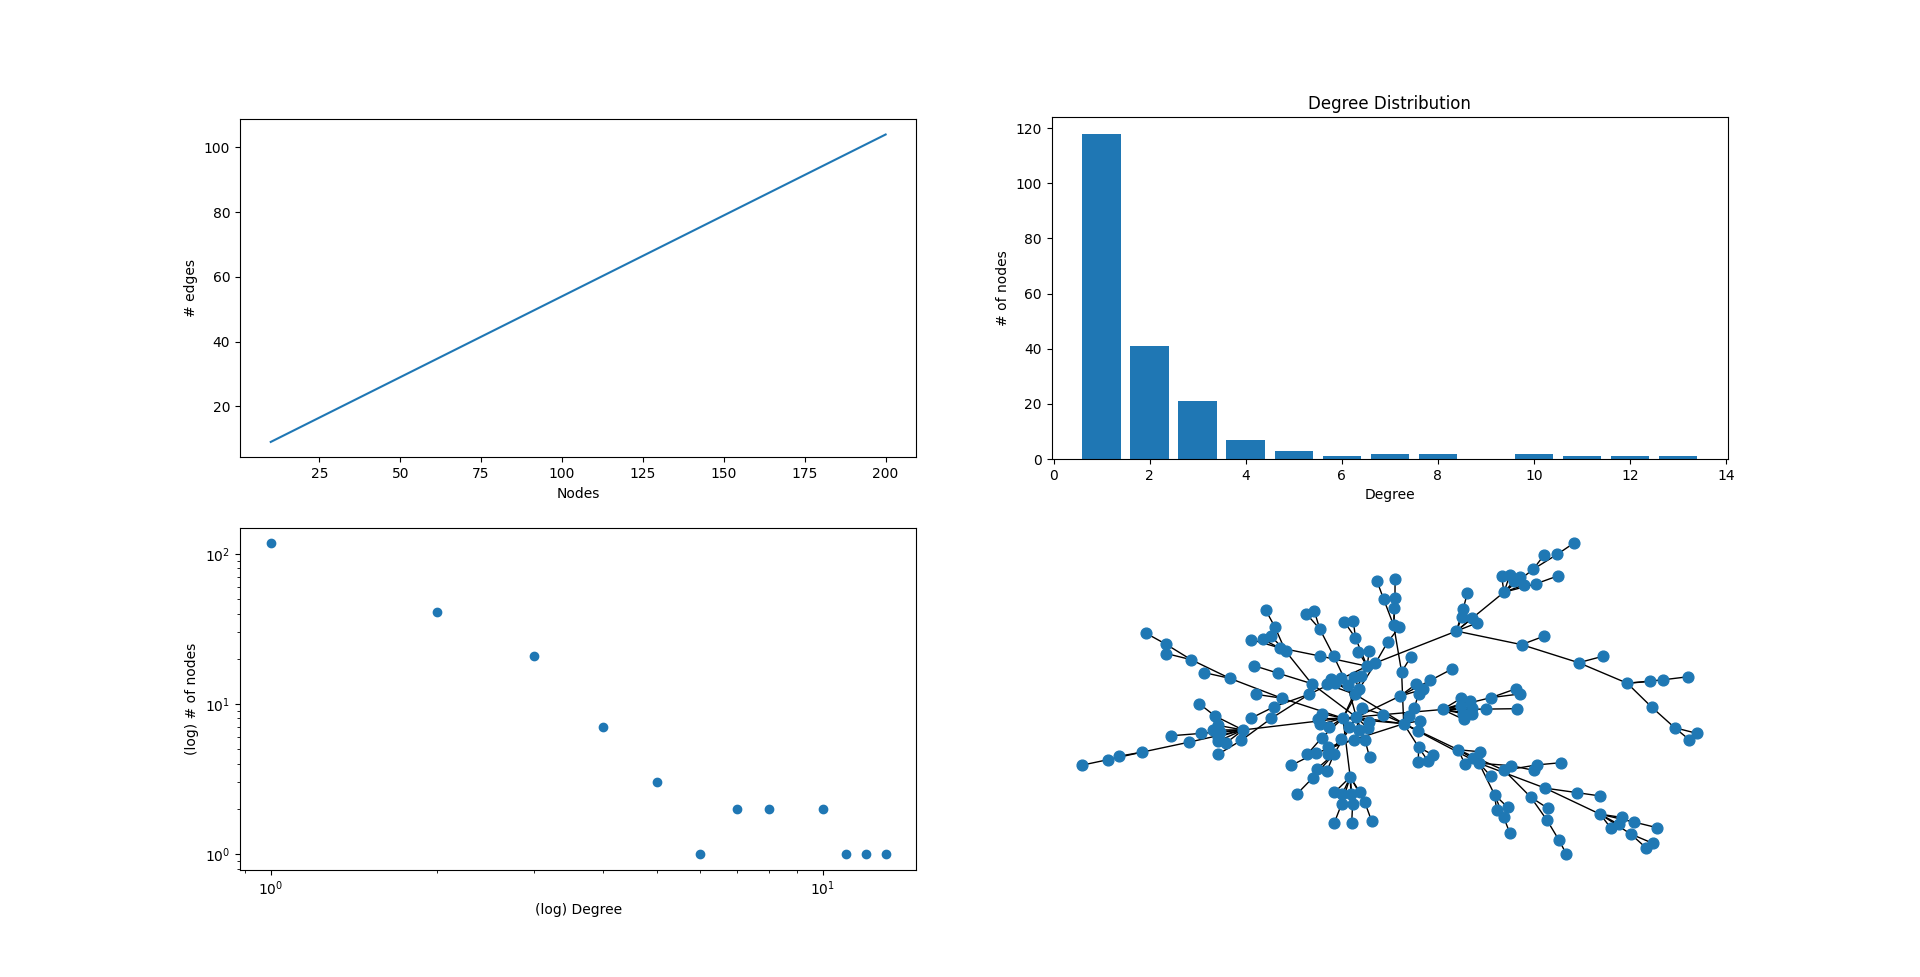 100
80
60
40
20
# edges
25 50 75 100 125 150 175 200
Nodes
Degree Distribution
120
100
80
60
40
20
0
# of nodes
0 2 4 6 8 10 12 14
Degree
10²
10¹
10⁰
(log) # of nodes
10⁰ 10¹
(log) Degree